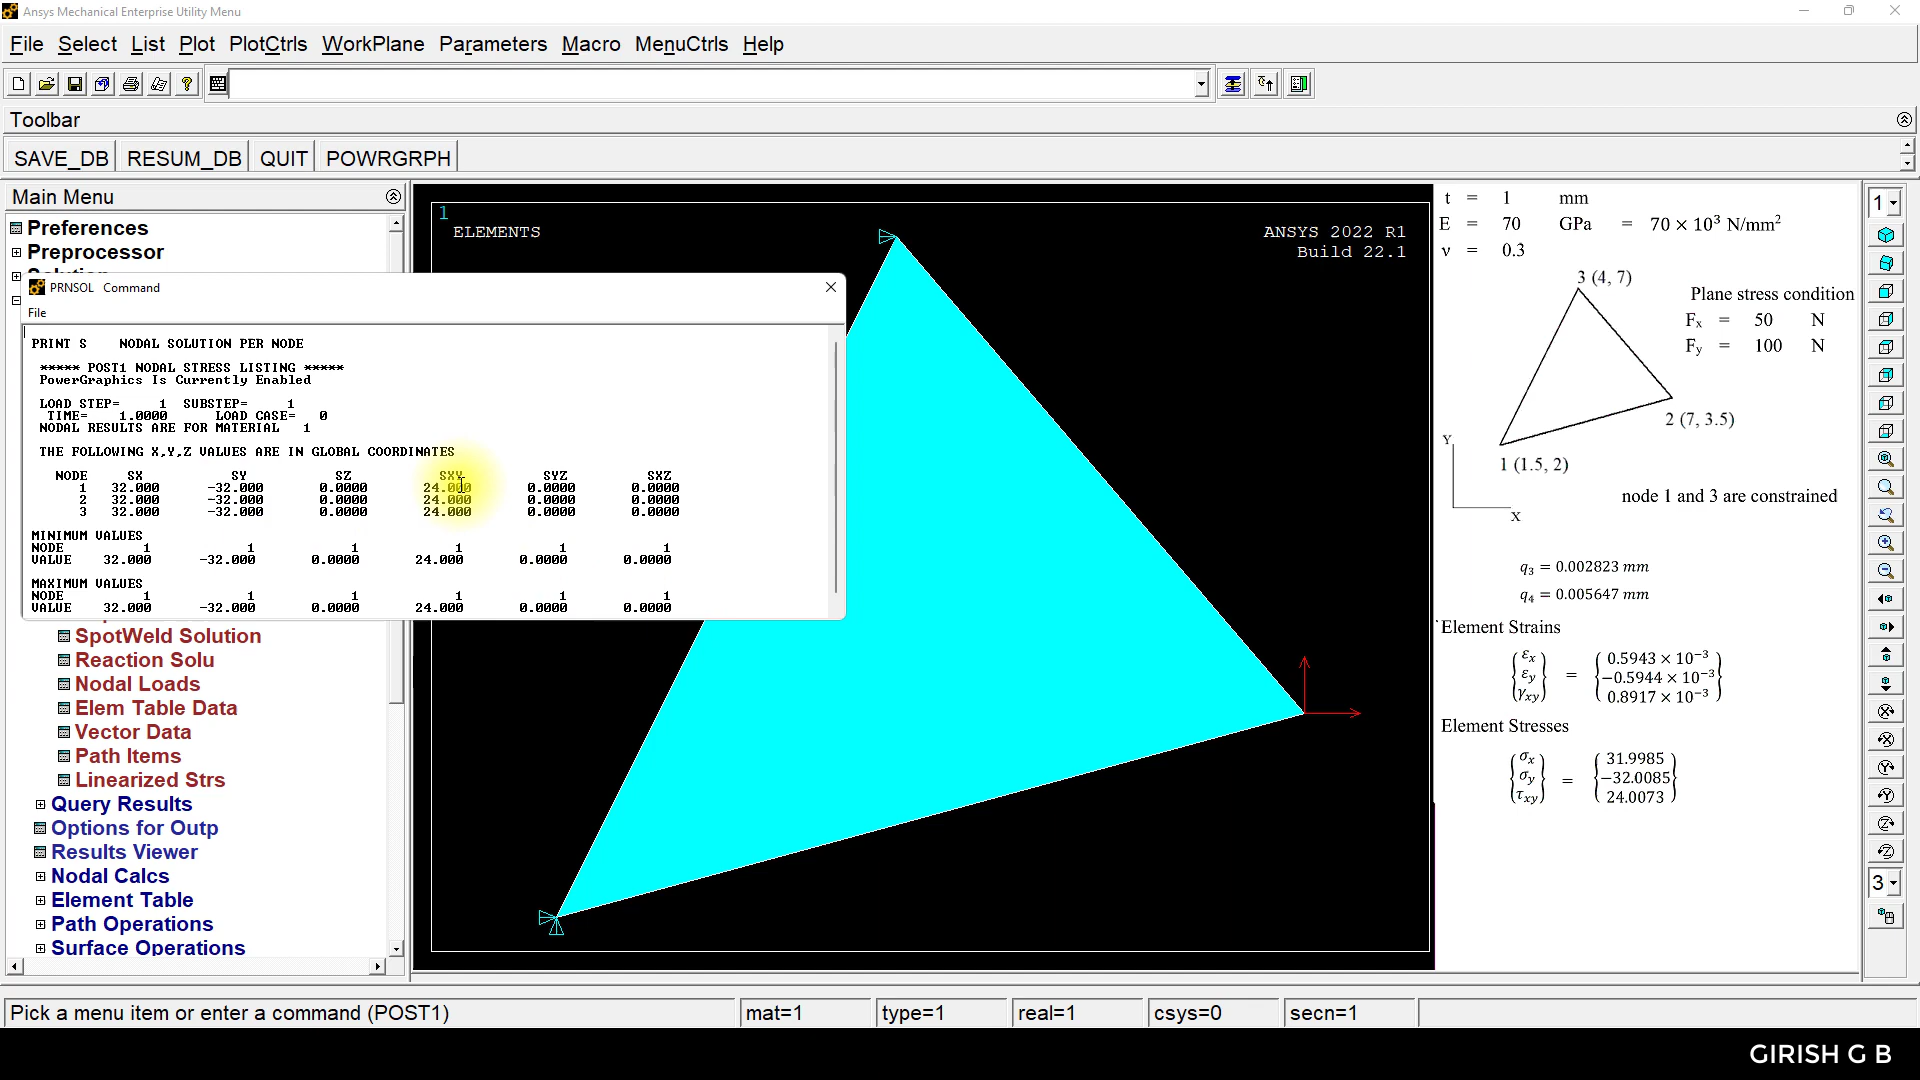 Ansys Mechanical Enterprise Utility Menu
File Select List Plot PlotCtrls WorkPlane Parameters Macro MenuCtrls Help
Toolbar
SAVE_DB RESUM_DB QUIT POWRGRPH
Main Menu
Preferences
Preprocessor
PRNSOL Command
File
PRINT S NODAL SOLUTION PER NODE
***** POST1 NODAL STRESS LISTING *****
PowerGraphics Is Currently Enabled
LOAD STEP= 1 SUBSTEP= 1
TIME= 1.0000 LOAD CASE= 0
NODAL RESULTS ARE FOR MATERIAL 1
THE FOLLOWING X,Y,Z VALUES ARE IN GLOBAL COORDINATES
NODE SX SY SZ SXY SYZ SXZ
1 32.000 -32.000 0.0000 24.000 0.0000 0.0000
2 32.000 -32.000 0.0000 24.000 0.0000 0.0000
3 32.000 -32.000 0.0000 24.000 0.0000 0.0000
MINIMUM VALUES
NODE 1 1 1 1 1 1
VALUE 32.000 -32.000 0.0000 24.000 0.0000 0.0000
MAXIMUM VALUES
NODE 1 1 1 1 1 1
VALUE 32.000 -32.000 0.0000 24.000 0.0000 0.0000
SpotWeld Solution
Reaction Solu
Nodal Loads
Elem Table Data
Vector Data
Path Items
Linearized Strs
Query Results
Options for Outp
Results Viewer
Nodal Calcs
Element Table
Path Operations
Surface Operations
1
ELEMENTS
ANSYS 2022 R1
Build 22.1
t = 1 mm
E = 70 GPa = 70 × 10³ N/mm²
ν = 0.3
3 (4, 7)
Plane stress condition
Fx = 50 N
Fy = 100 N
2 (7, 3.5)
Y
1 (1.5, 2)
node 1 and 3 are constrained
X
q₃ = 0.002823 mm
q₄ = 0.005647 mm
Element Strains
{εx εy γxy} = {0.5943 × 10⁻³ −0.5944 × 10⁻³ 0.8917 × 10⁻³}
Element Stresses
{σx σy τxy} = {31.9985 −32.0085 24.0073}
1
3
Pick a menu item or enter a command (POST1) mat=1 type=1 real=1 csys=0 secn=1
GIRISH G B